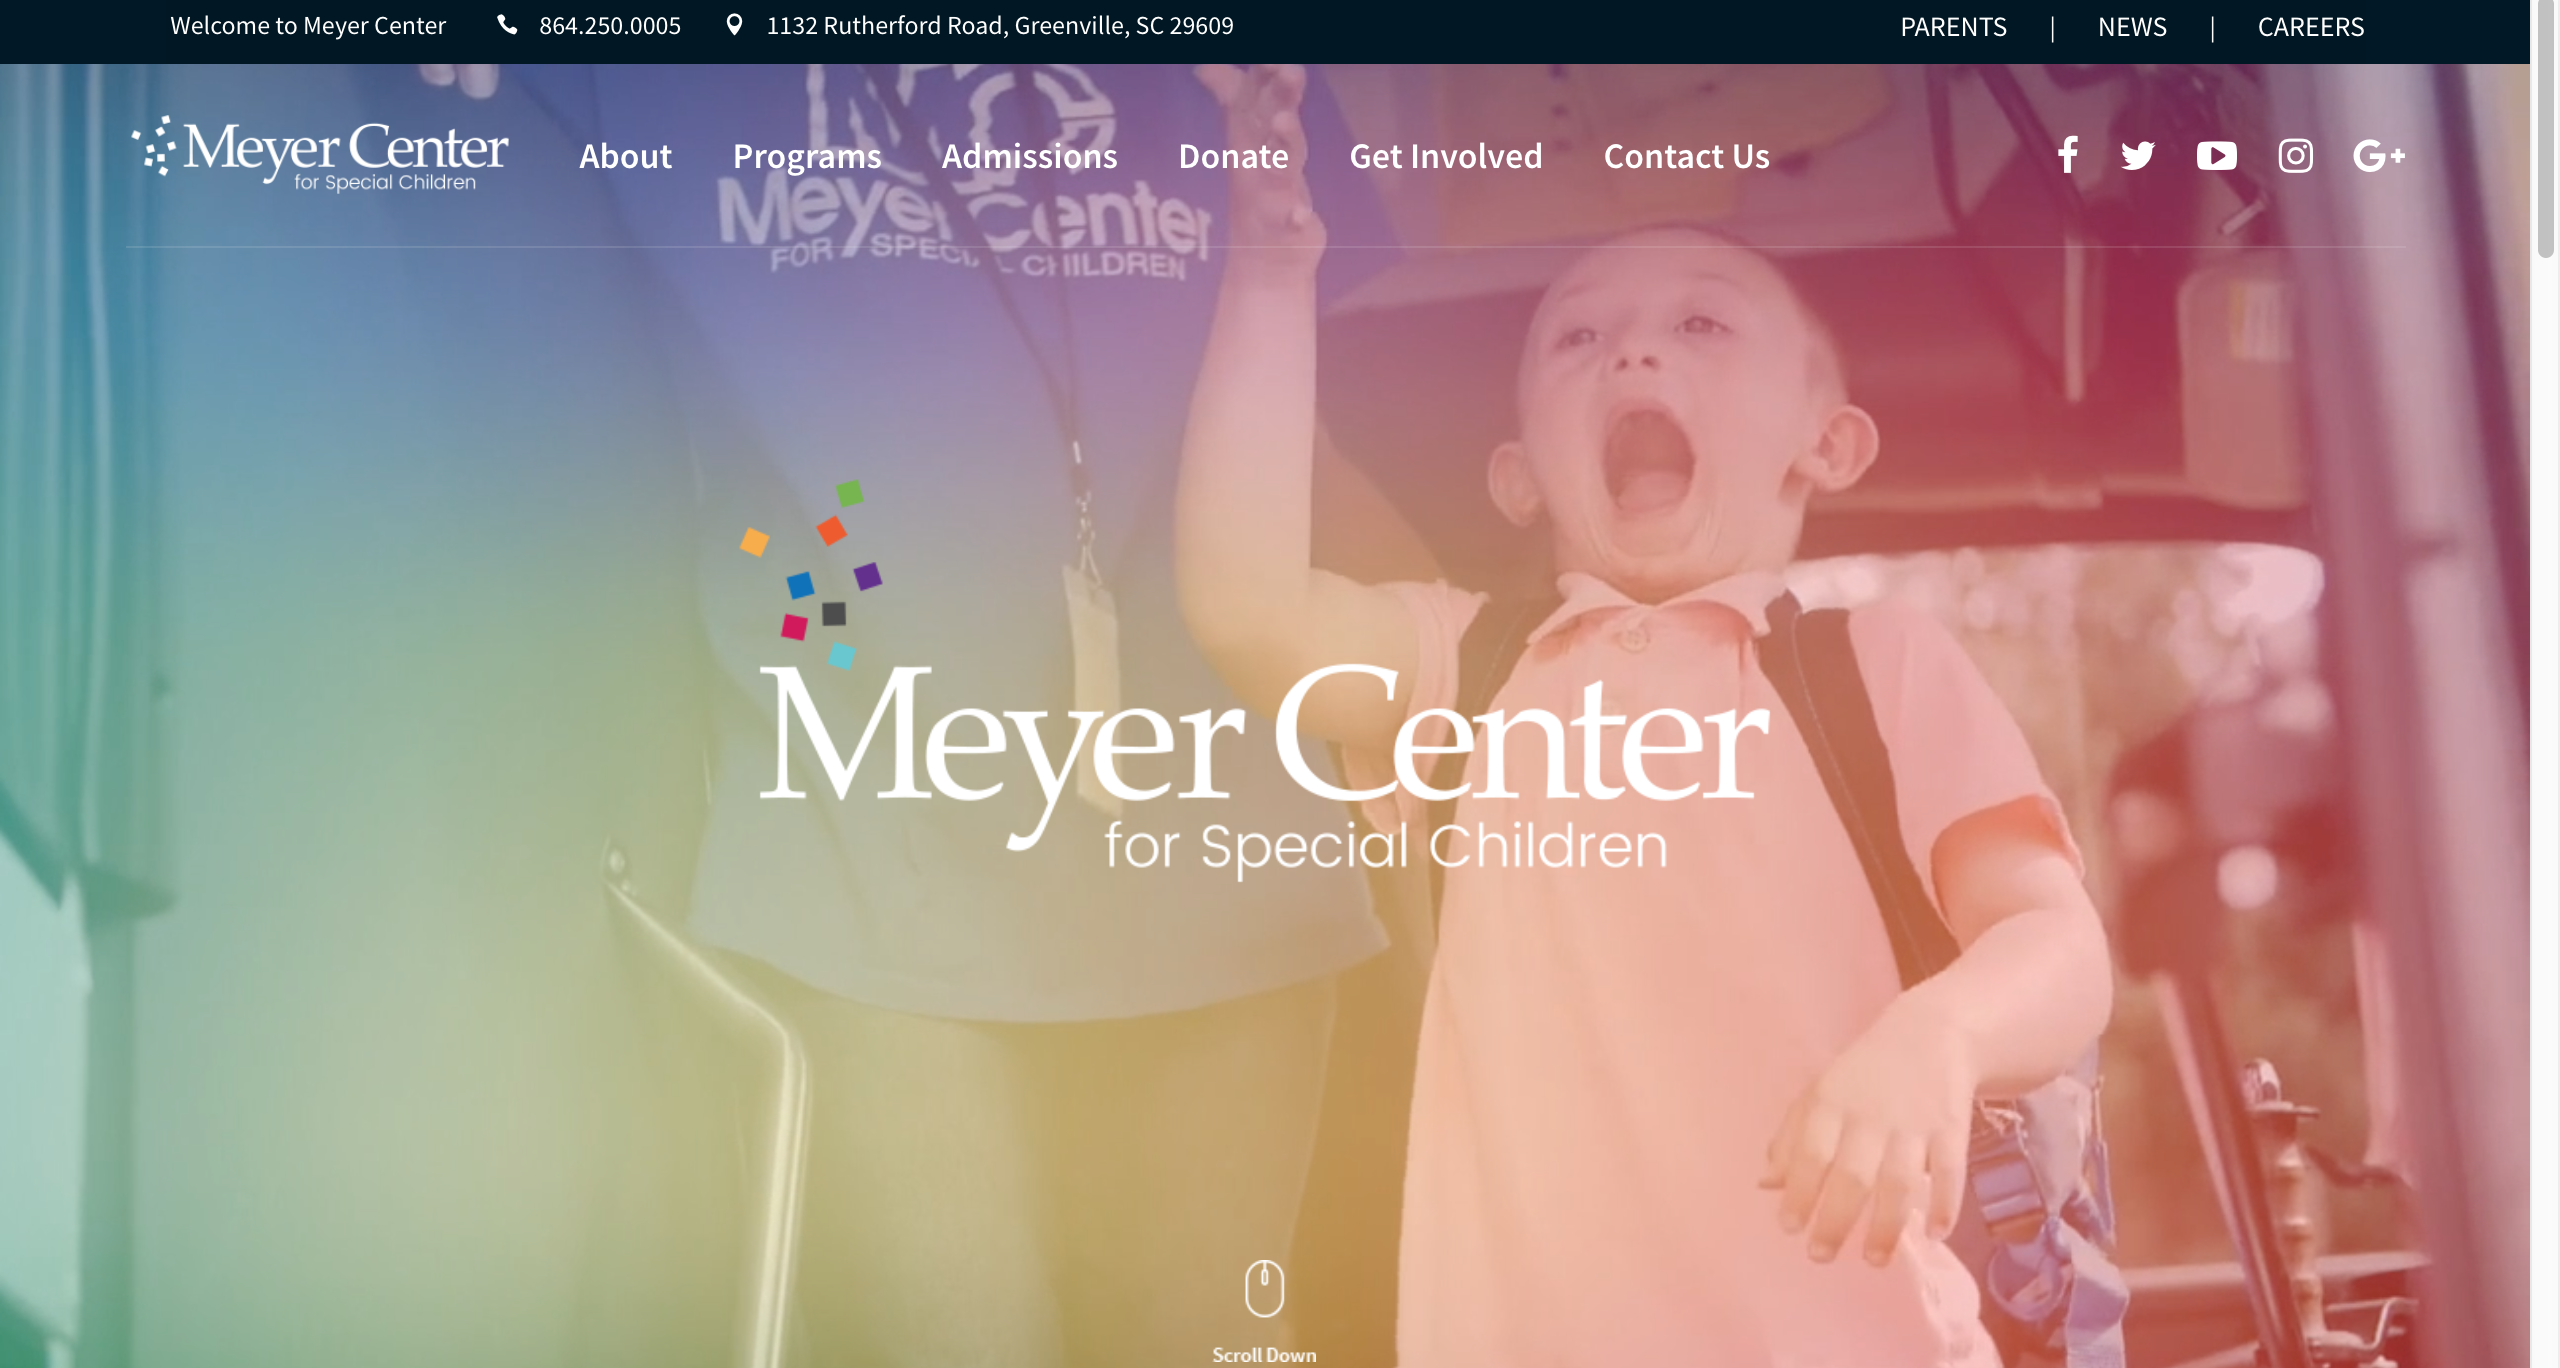 Welcome to Meyer Center 864.250.0005 1132 Rutherford Road, Greenville, SC 29609 PARENTS | NEWS | CAREERS
Meyer Center
for Special Children
About Programs Admissions Donate Get Involved Contact Us
Meyer Center
FOR SPECIAL CHILDREN
Meyer Center
for Special Children
Scroll Down